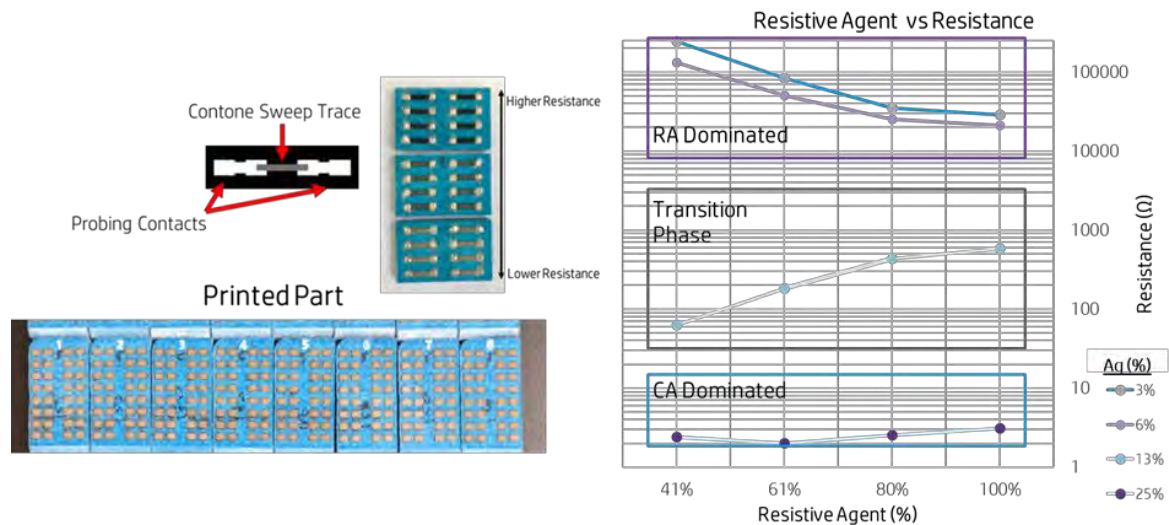 Resistive Agent vs Resistance
Contone Sweep Trace
Probing Contacts
Higher Resistance
Lower Resistance
Printed Part
1 2 3 4 5 6 7 8
RA Dominated
Transition
Phase
CA Dominated
100000
10000
1000
100
10
1
Resistance (Ω)
41% 61% 80% 100%
Resistive Agent (%)
Ag (%)
3%
6%
13%
25%